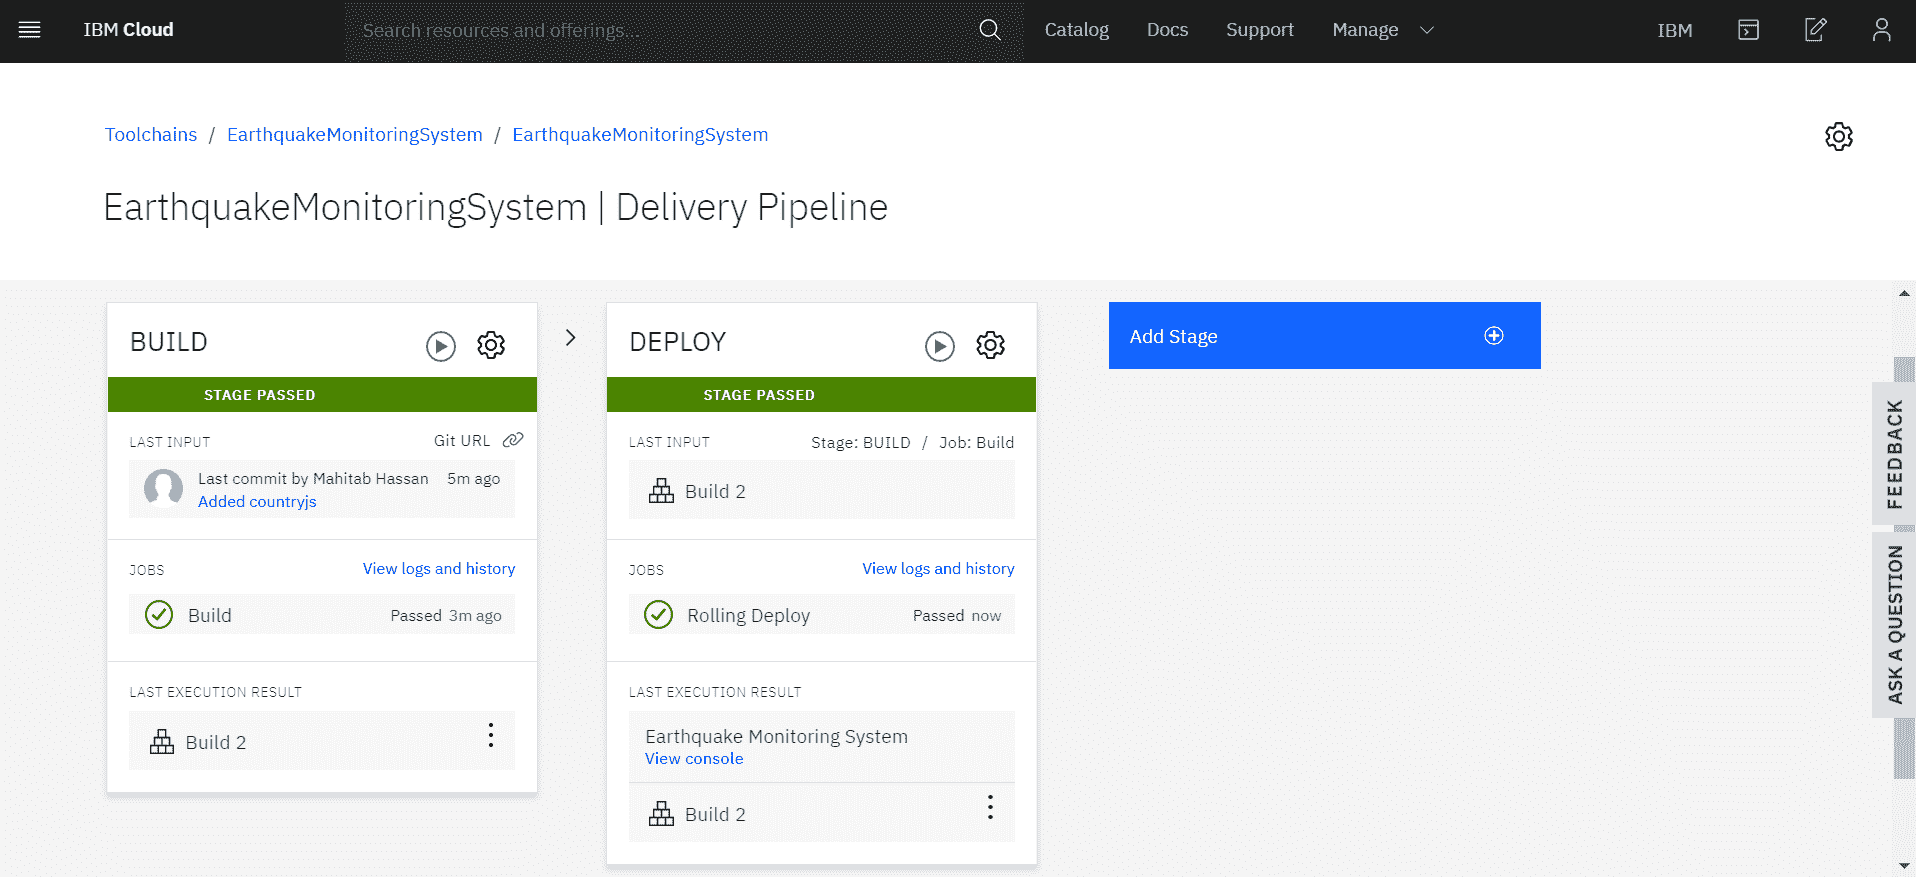 IBM Cloud
Search resources and offerings...
Catalog
Docs
Support
Manage
IBM
Toolchains / EarthquakeMonitoringSystem / EarthquakeMonitoringSystem
EarthquakeMonitoringSystem | Delivery Pipeline
BUILD
STAGE PASSED
LAST INPUT
Git URL
Last commit by Mahitab Hassan 5m ago
Added countryjs
JOBS
View logs and history
Build
Passed 3m ago
LAST EXECUTION RESULT
Build 2
DEPLOY
STAGE PASSED
LAST INPUT
Stage: BUILD / Job: Build
Build 2
JOBS
View logs and history
Rolling Deploy
Passed now
LAST EXECUTION RESULT
Earthquake Monitoring System
View console
Build 2
Add Stage
FEEDBACK
ASK A QUESTION